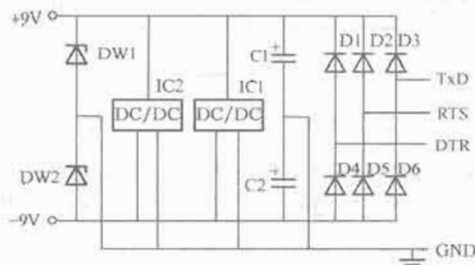 +9V
DW1
IC2
IC1
DC/DC
DC/DC
C1
D1 D2 D3
TxD
RTS
DTR
DW2
C2
D4 D5 D6
-9V
GND